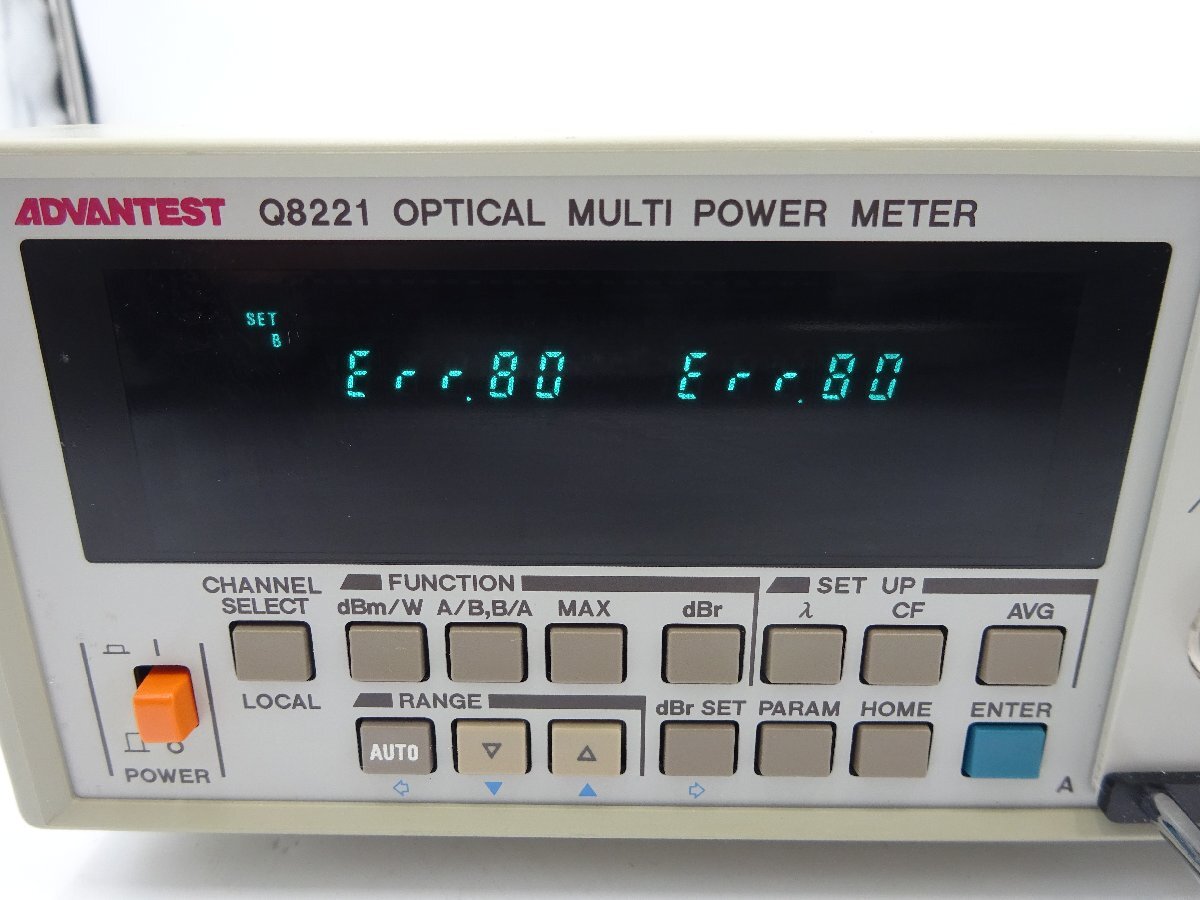 ADVANTEST Q8221 OPTICAL MULTI POWER METER
SET
B
Err.80 Err.80
CHANNEL SELECT
FUNCTION
SET UP
dBm/W A/B,B/A MAX dBr λ CF AVG
LOCAL
RANGE
dBr SET PARAM HOME ENTER
AUTO
POWER
A